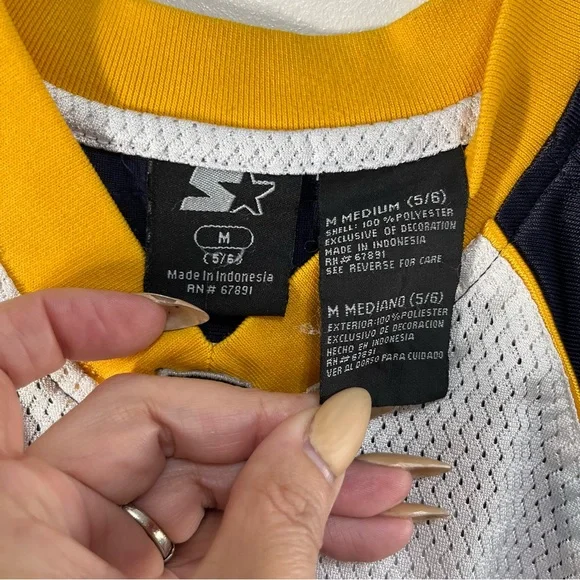 M
(5/6)
Made in Indonesia
RN# 67891
M MEDIUM (5/6)
SHELL: 100% POLYESTER
EXCLUSIVE OF DECORATION
MADE IN INDONESIA
RN# 67891
SEE REVERSE FOR CARE
M MEDIANO (5/6)
EXTERIOR: 100% POLIESTER
EXCLUSIVO DE DECORACION
HECHO EN INDONESIA
RN# 67891
VER AL DORSO PARA CUIDADO